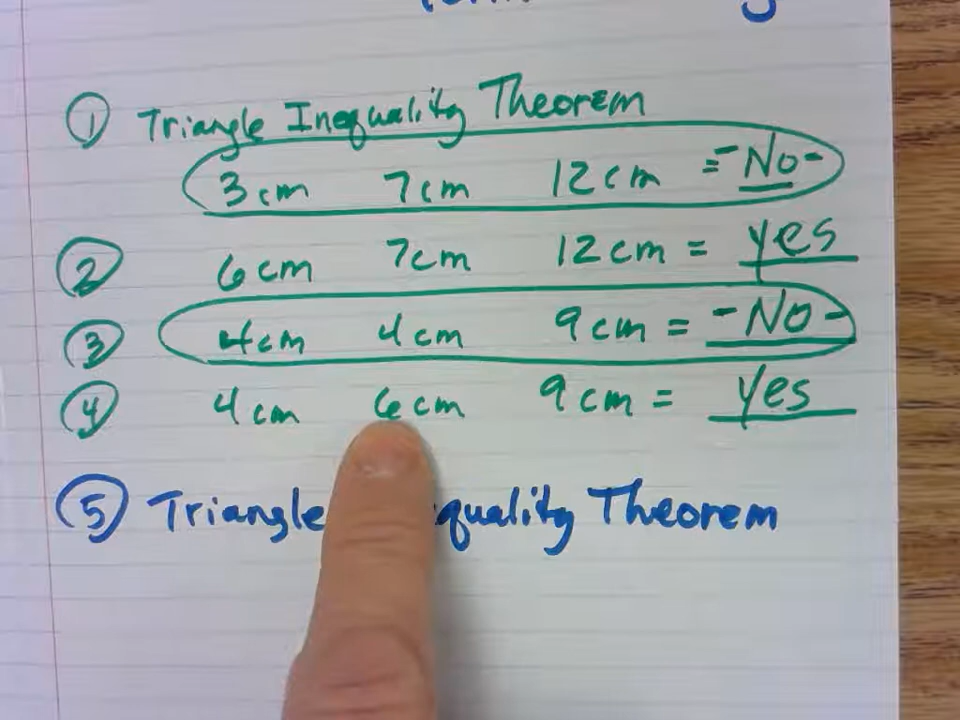 ① Triangle Inequality Theorem
3cm 7cm 12cm = -No-
② 6cm 7cm 12cm = yes
③ 4cm 4cm 9cm = -No-
④ 4cm 6cm 9cm = yes
⑤ Triangle quality Theorem